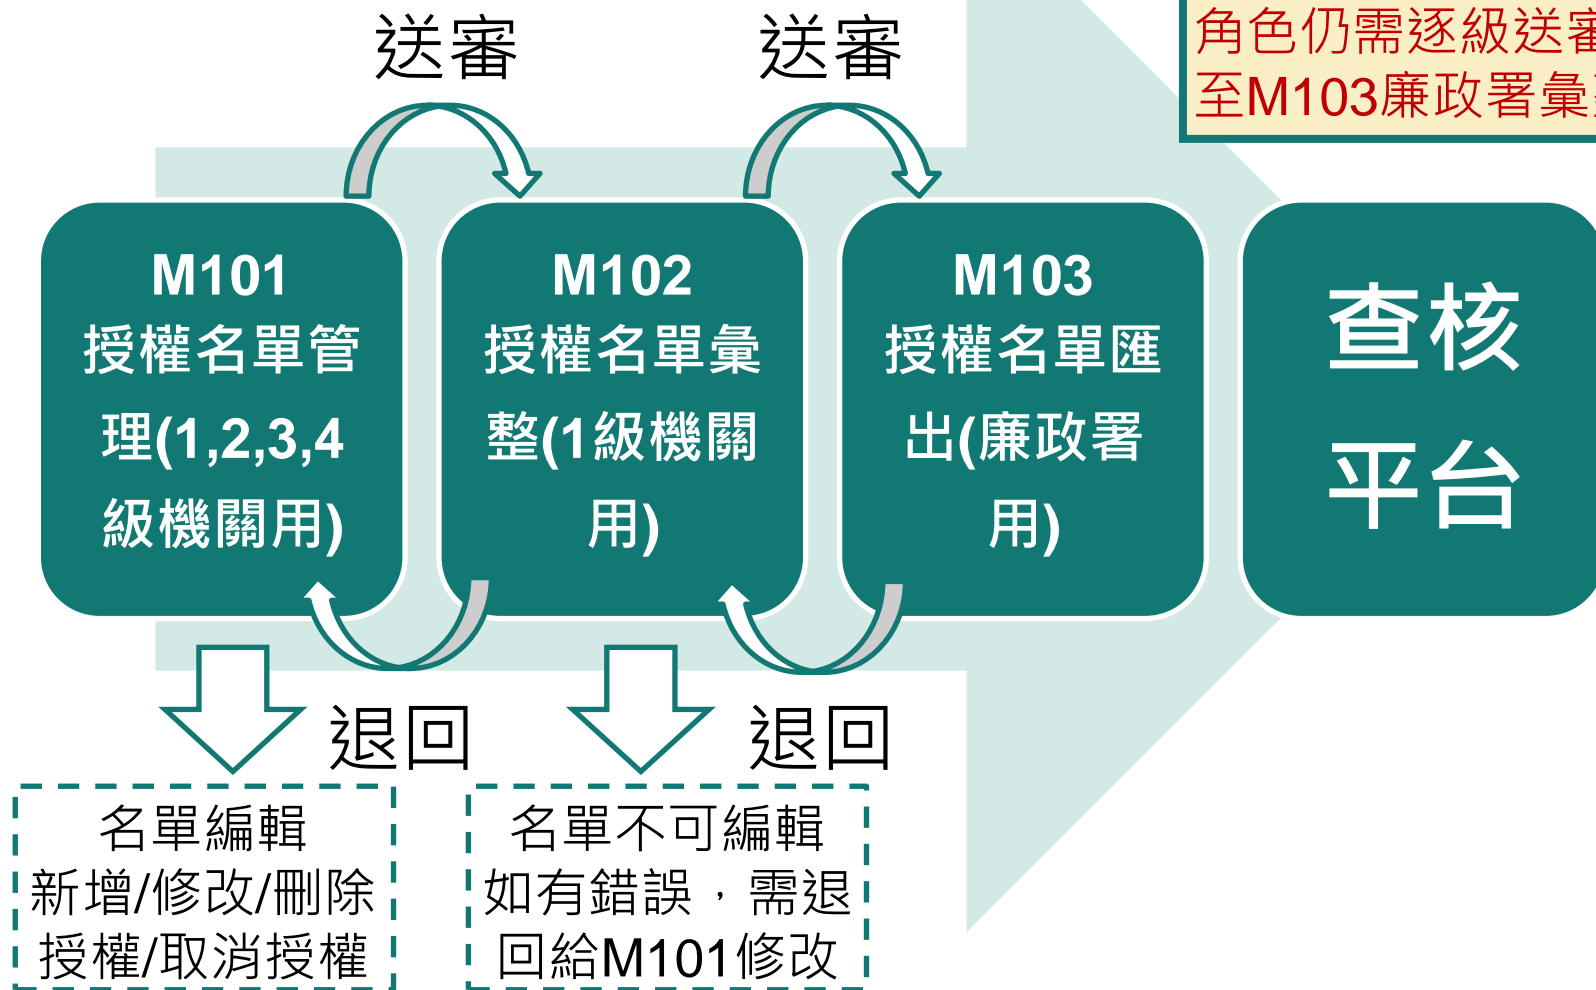 送審
送審
角色仍需逐級送審
至M103廉政署彙
M101
授權名單管
理(1,2,3,4
級機關用)
M102
授權名單彙
整(1級機關
用)
M103
授權名單匯
出(廉政署
用)
查核
平台
退回
退回
名單編輯
新增/修改/刪除
授權/取消授權
名單不可編輯
如有錯誤，需退
回給M101修改